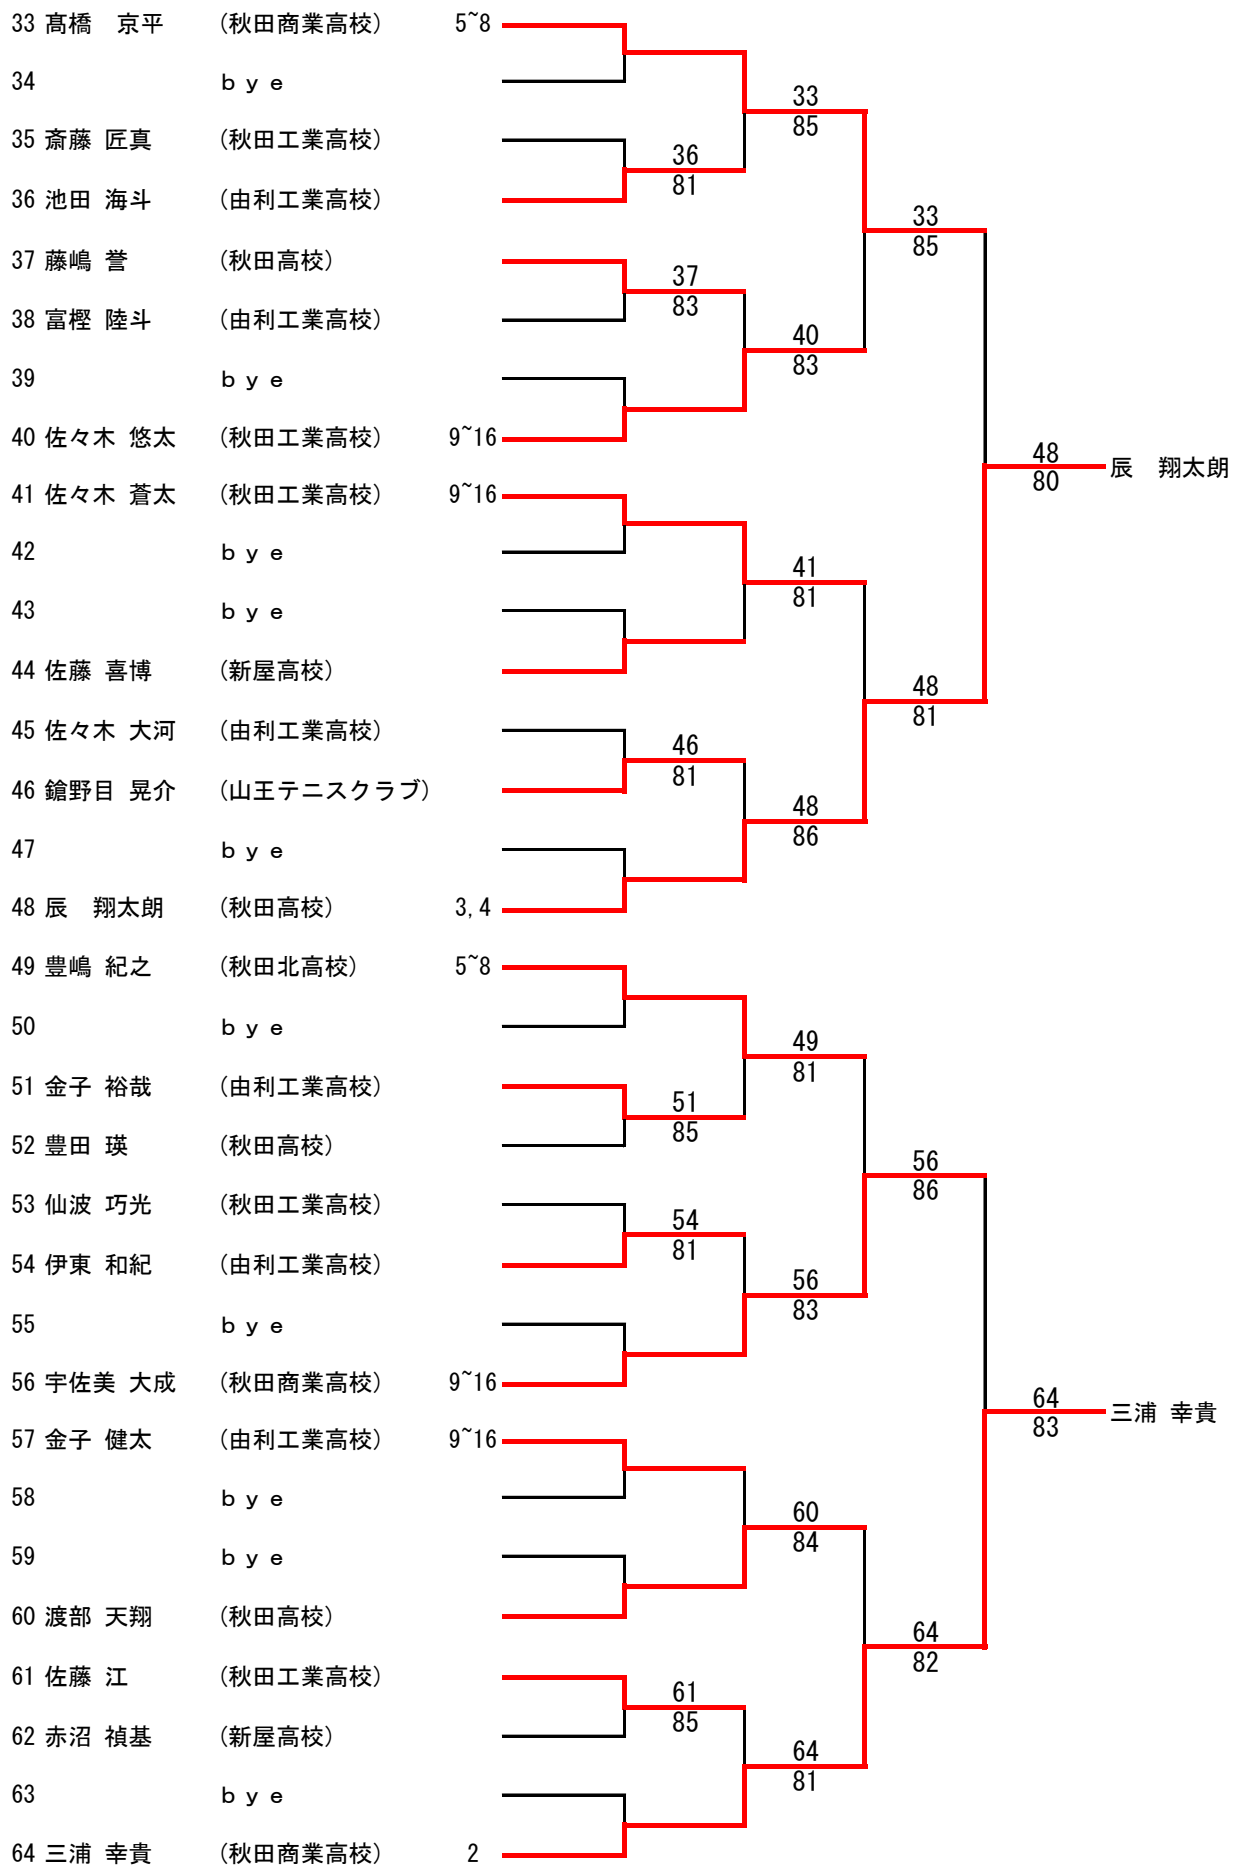 33 髙橋　京平 (秋田商業高校) 5~8
34 ｂｙｅ
33
85
35 斎藤 匠真 (秋田工業高校)
36
81
36 池田 海斗 (由利工業高校)
33
85
37 藤嶋 誉 (秋田高校)
37
83
38 富樫 陸斗 (由利工業高校)
40
83
39 ｂｙｅ
40 佐々木 悠太 (秋田工業高校) 9~16
48
80
辰　翔太朗
41 佐々木 蒼太 (秋田工業高校) 9~16
42 ｂｙｅ
41
81
43 ｂｙｅ
44 佐藤 喜博 (新屋高校)
48
81
45 佐々木 大河 (由利工業高校)
46
81
46 鎗野目 晃介 (山王テニスクラブ)
48
86
47 ｂｙｅ
48 辰　翔太朗 (秋田高校) 3,4
49 豊嶋 紀之 (秋田北高校) 5~8
50 ｂｙｅ
49
81
51 金子 裕哉 (由利工業高校)
51
85
52 豊田 瑛 (秋田高校)
56
86
53 仙波 巧光 (秋田工業高校)
54
81
54 伊東 和紀 (由利工業高校)
56
83
55 ｂｙｅ
56 宇佐美 大成 (秋田商業高校) 9~16
64
83
三浦 幸貴
57 金子 健太 (由利工業高校) 9~16
58 ｂｙｅ
60
84
59 ｂｙｅ
60 渡部 天翔 (秋田高校)
64
82
61 佐藤 江 (秋田工業高校)
61
85
62 赤沼 禎基 (新屋高校)
64
81
63 ｂｙｅ
64 三浦 幸貴 (秋田商業高校) 2